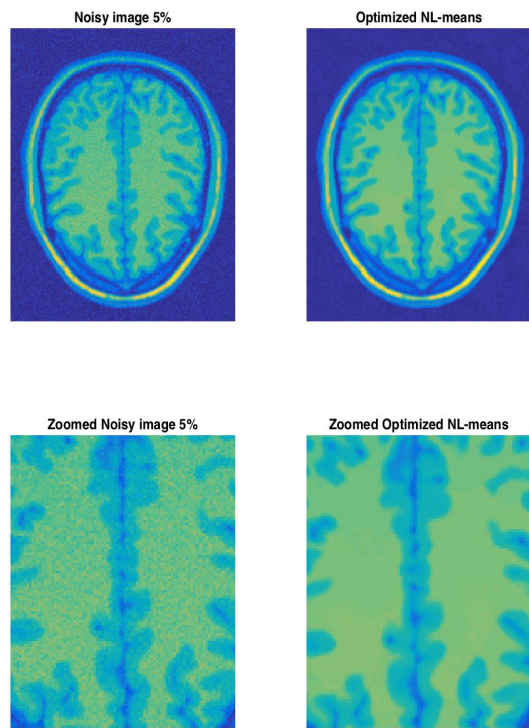 Noisy image 5%
Optimized NL-means
Zoomed Noisy image 5%
Zoomed Optimized NL-means